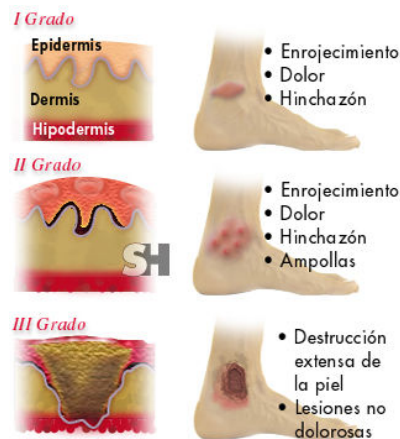 I Grado
Epidermis
Dermis
Hipodermis
• Enrojecimiento
• Dolor
• Hinchazón
II Grado
SH
• Enrojecimiento
• Dolor
• Hinchazón
• Ampollas
III Grado
• Destrucción
extensa de
la piel
• Lesiones no
dolorosas